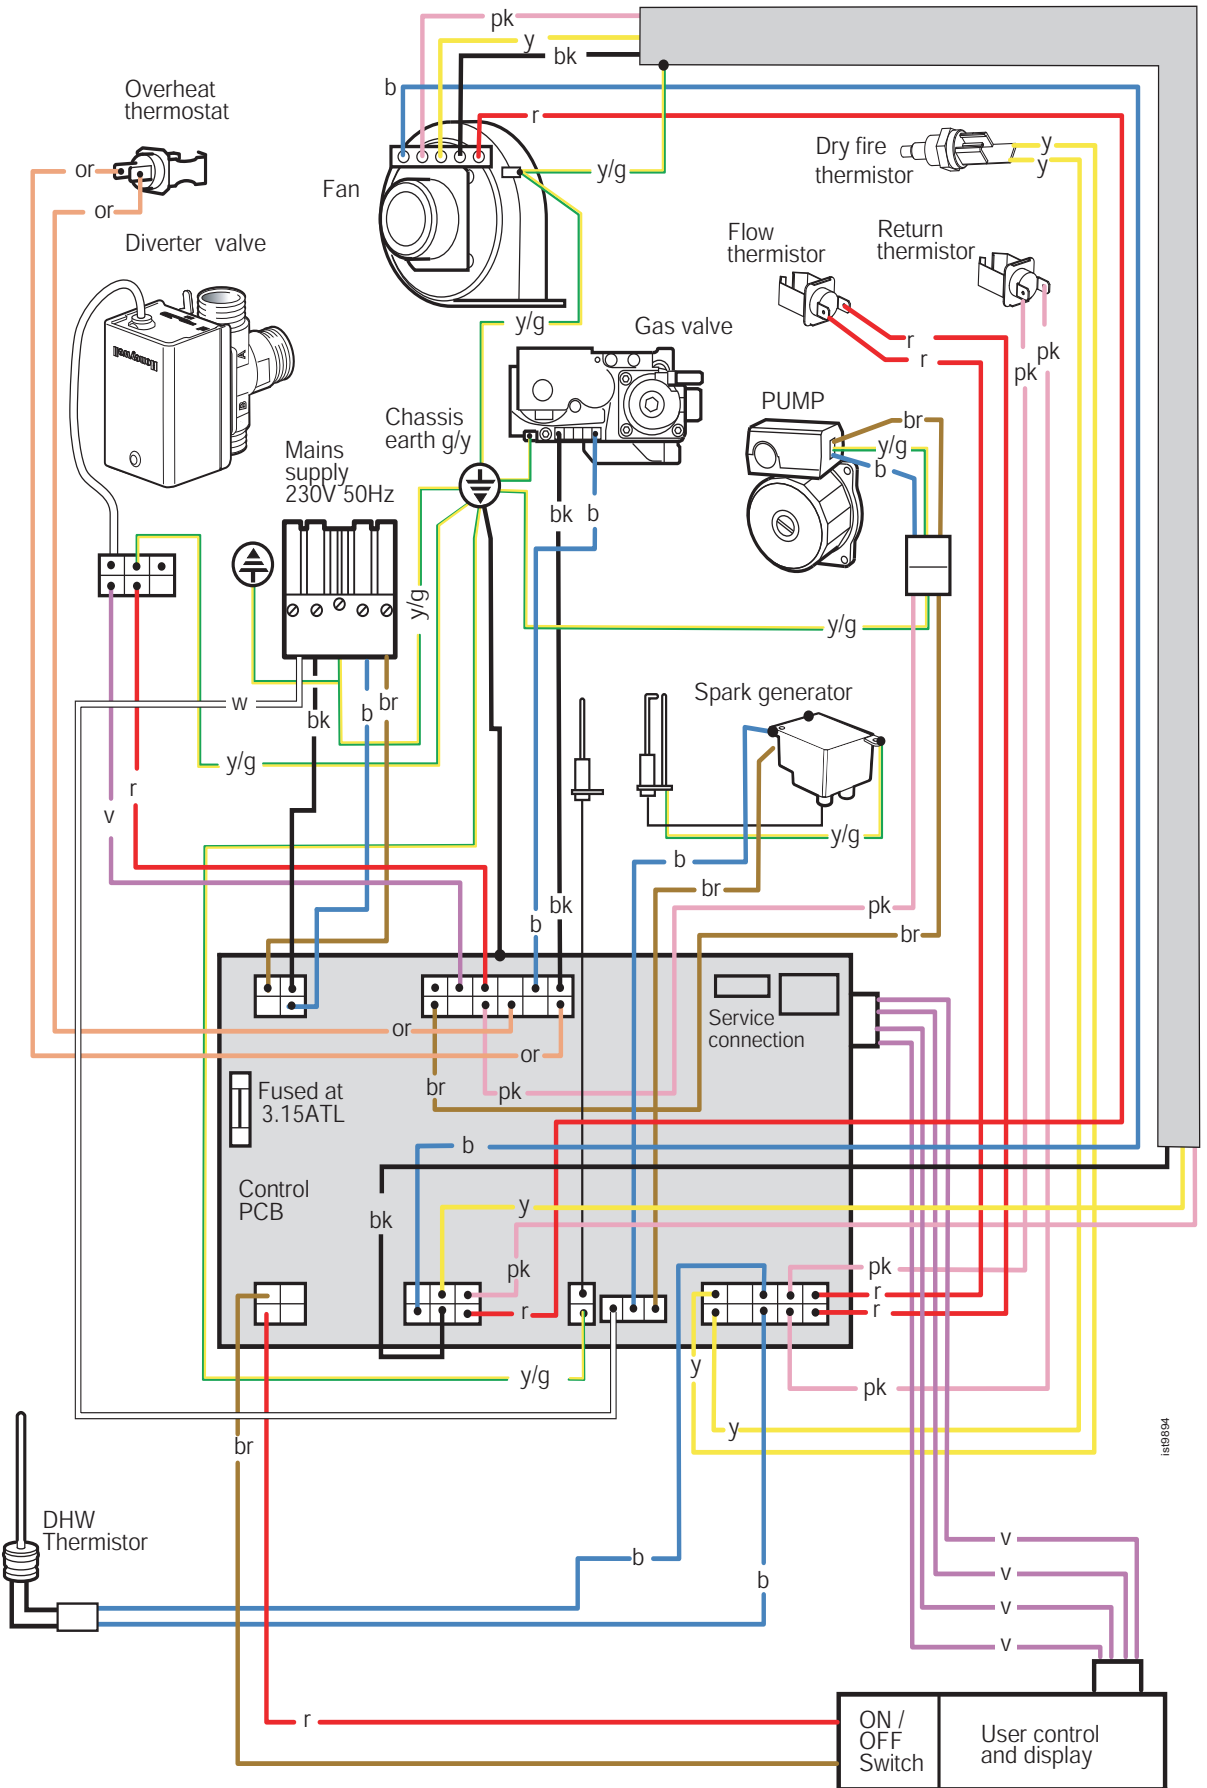 pk
y
bk
b
r
Overheat
thermostat
or
or
Fan
y/g
Dry fire
thermistor
y
y
Diverter valve
Flow
thermistor
Return
thermistor
Honeywell
A
B
y/g
Gas valve
r
r
pk
pk
PUMP
br
y/g
b
Chassis
earth g/y
Mains
supply
230V 50Hz
bk
b
y/g
y/g
w
bk
b
br
Spark generator
y/g
r
v
y/g
b
br
bk
pk
b
br
Service
connection
or
or
br
pk
Fused at
3.15ATL
b
Control
PCB
bk
y
pk
pk
r
r
r
y/g
y
pk
y
br
ist9894
DHW
Thermistor
b
b
v
v
v
v
r
ON /
OFF
Switch
User control
and display